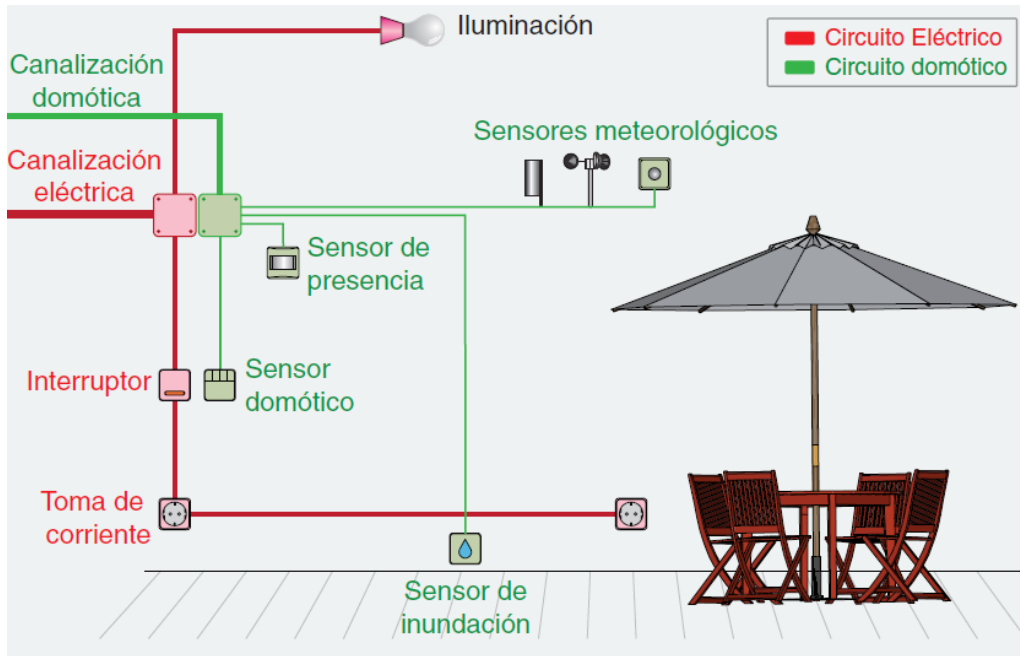 Iluminación
Circuito Eléctrico
Circuito domótico
Canalización
domótica
Sensores meteorológicos
Canalización
eléctrica
Sensor de
presencia
Interruptor
Sensor
domótico
Toma de
corriente
Sensor de
inundación